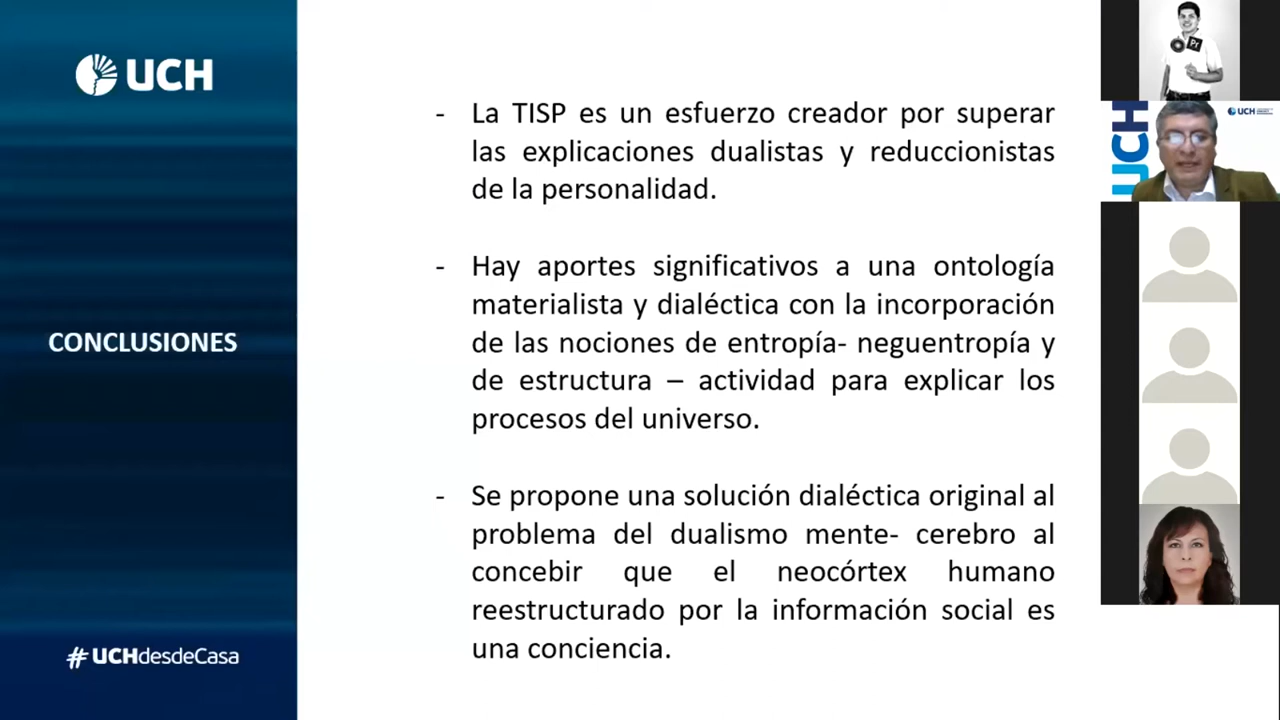 UCH
CONCLUSIONES
#UCHdesdeCasa
- La TISP es un esfuerzo creador por superar
las explicaciones dualistas y reduccionistas
de la personalidad.
- Hay aportes significativos a una ontología
materialista y dialéctica con la incorporación
de las nociones de entropía- neguentropía y
de estructura – actividad para explicar los
procesos del universo.
- Se propone una solución dialéctica original al
problema del dualismo mente- cerebro al
concebir que el neocórtex humano
reestructurado por la información social es
una conciencia.
Pr
UCH
UCH